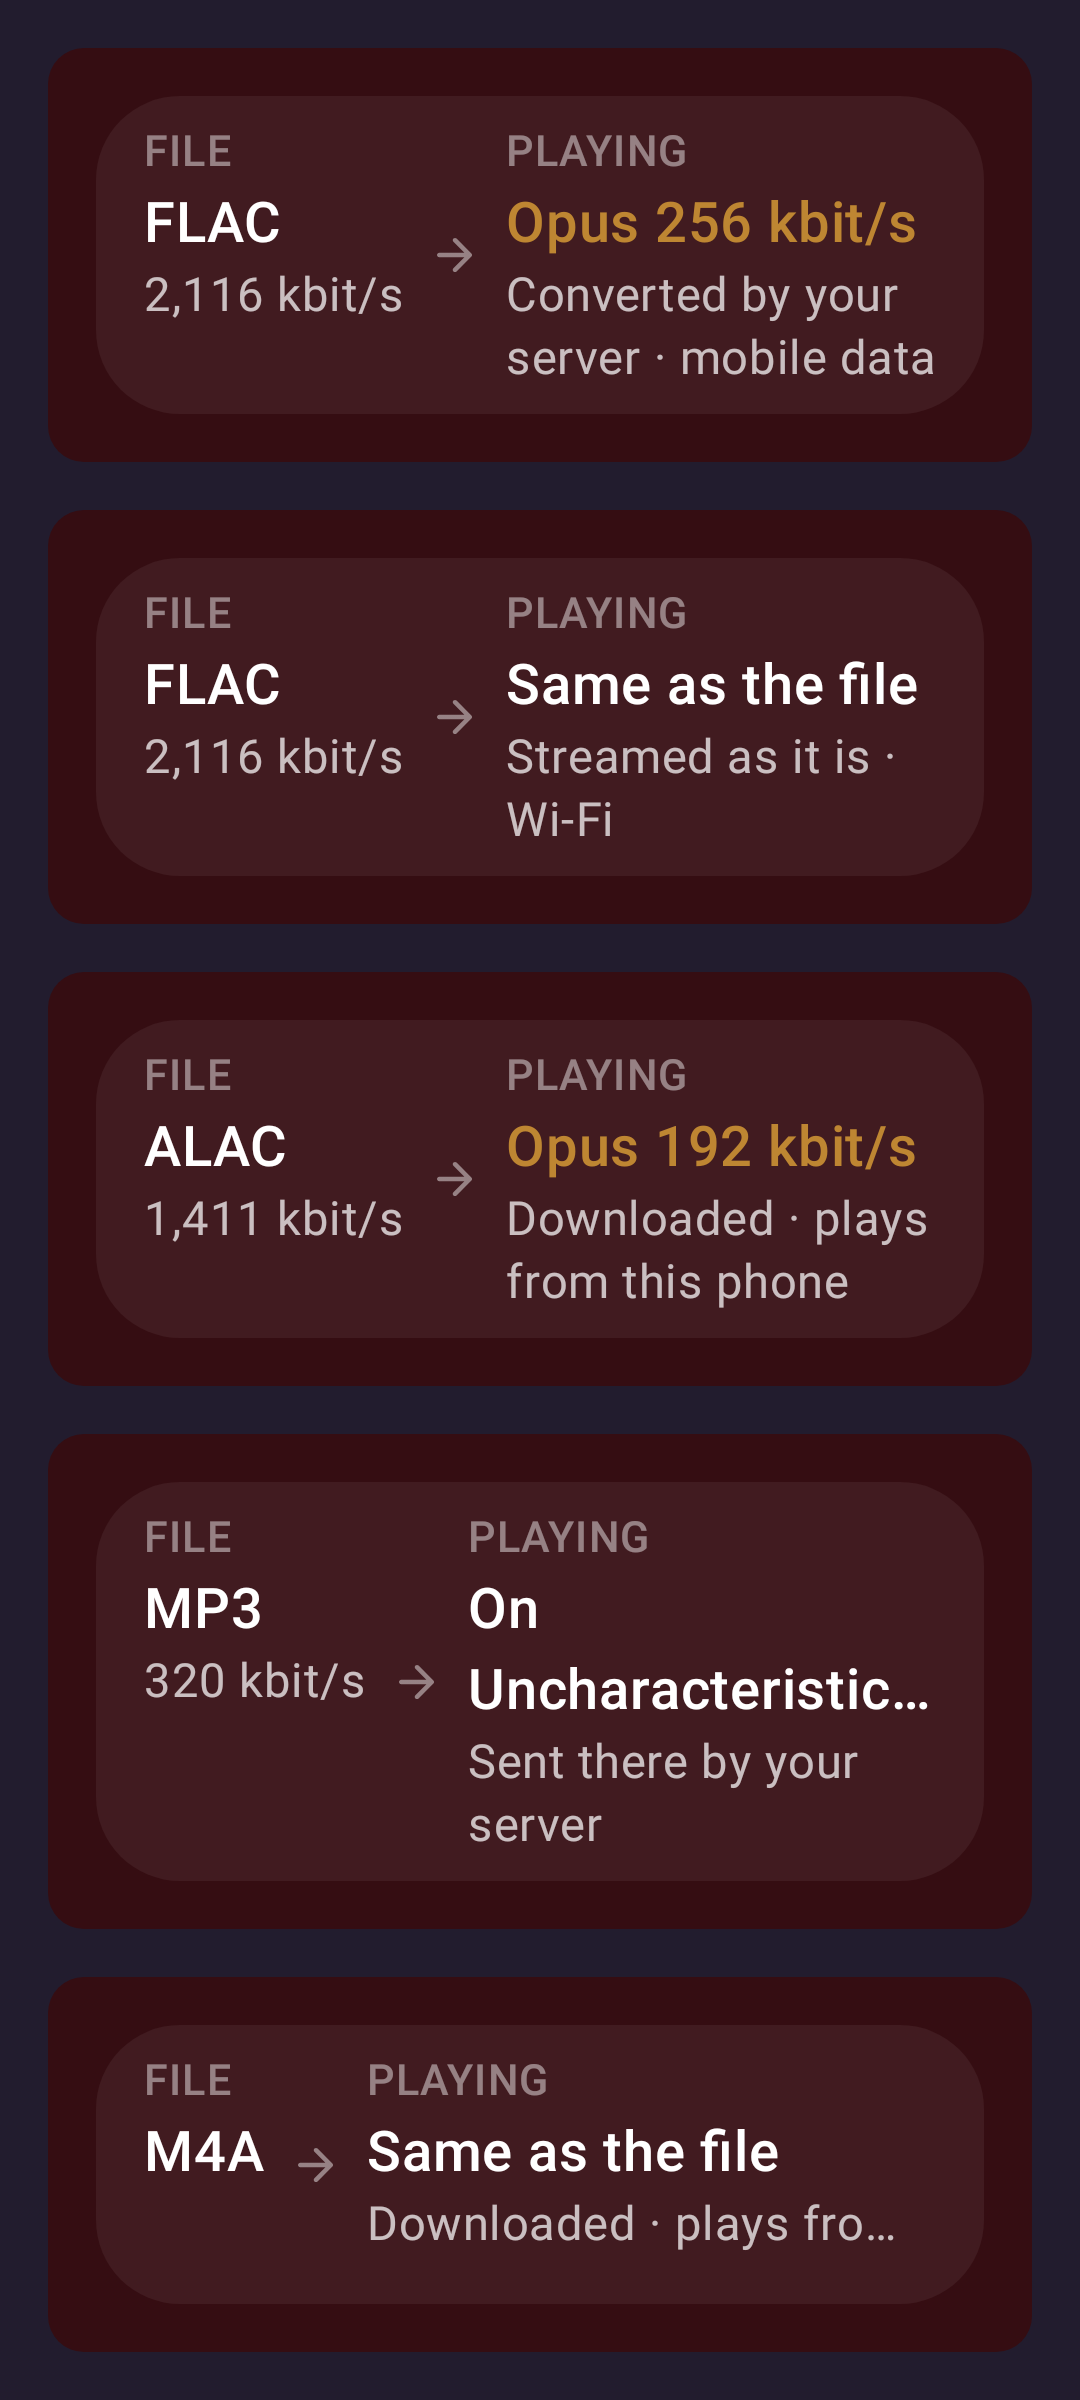 FILE
FLAC
2,116 kbit/s
→
PLAYING
Opus 256 kbit/s
Converted by your
server · mobile data
FILE
FLAC
2,116 kbit/s
→
PLAYING
Same as the file
Streamed as it is ·
Wi-Fi
FILE
ALAC
1,411 kbit/s
→
PLAYING
Opus 192 kbit/s
Downloaded · plays
from this phone
FILE
MP3
320 kbit/s
→
PLAYING
On
Uncharacteristic…
Sent there by your
server
FILE
M4A
→
PLAYING
Same as the file
Downloaded · plays fro…